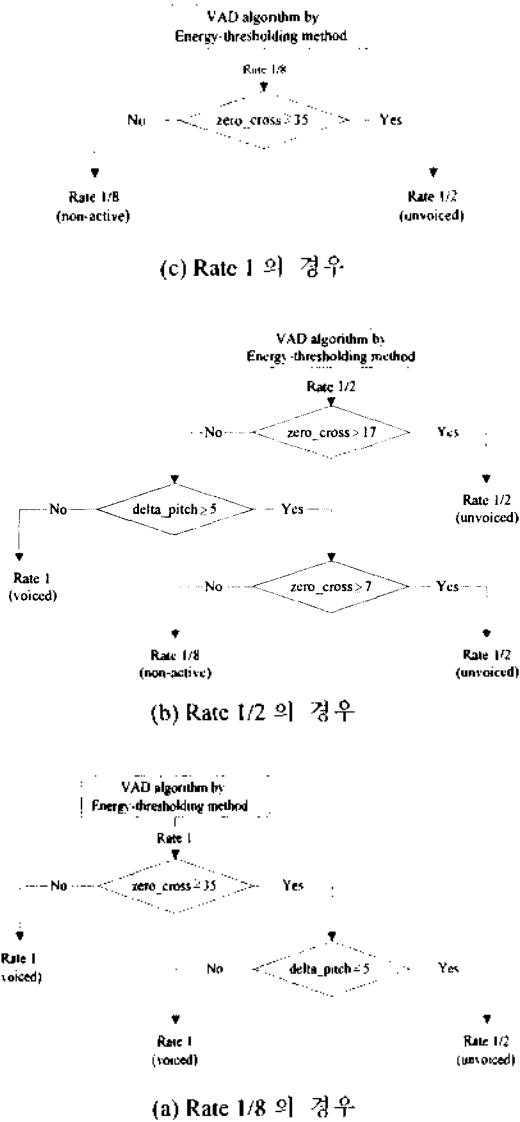 VAD algorithm by
Energy-thresholding method
Rate 1/8
No
zero_cross ≥ 35
Yes
Rate 1/8
(non-active)
Rate 1/2
(unvoiced)
(c) Rate 1 의 경우
VAD algorithm by
Energy-thresholding method
Rate 1/2
No
zero_cross > 17
Yes
No
delta_pitch ≥ 5
Yes
Rate 1/2
(unvoiced)
Rate 1
(voiced)
No
zero_cross ≥ 7
Yes
Rate 1/8
(non-active)
Rate 1/2
(unvoiced)
(b) Rate 1/2 의 경우
VAD algorithm by
Energy-thresholding method
Rate 1
No
zero_cross ≥ 35
Yes
Rate 1
voiced)
No
delta_pitch ≥ 5
Yes
Rate 1
(voiced)
Rate 1/2
(unvoiced)
(a) Rate 1/8 의 경우